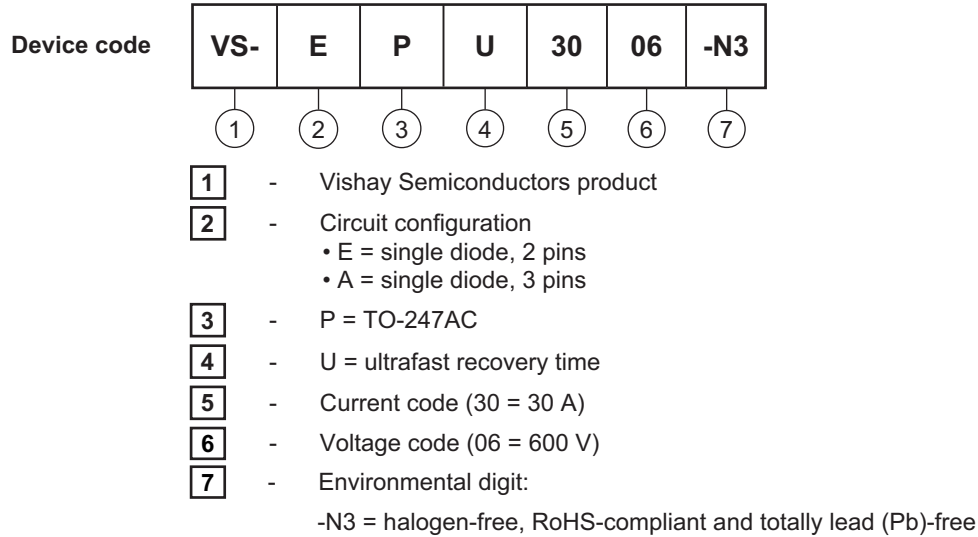 Device code VS- E P U 30 06 -N3
1 2 3 4 5 6 7
1 - Vishay Semiconductors product
2 - Circuit configuration
• E = single diode, 2 pins
• A = single diode, 3 pins
3 - P = TO-247AC
4 - U = ultrafast recovery time
5 - Current code (30 = 30 A)
6 - Voltage code (06 = 600 V)
7 - Environmental digit:
-N3 = halogen-free, RoHS-compliant and totally lead (Pb)-free